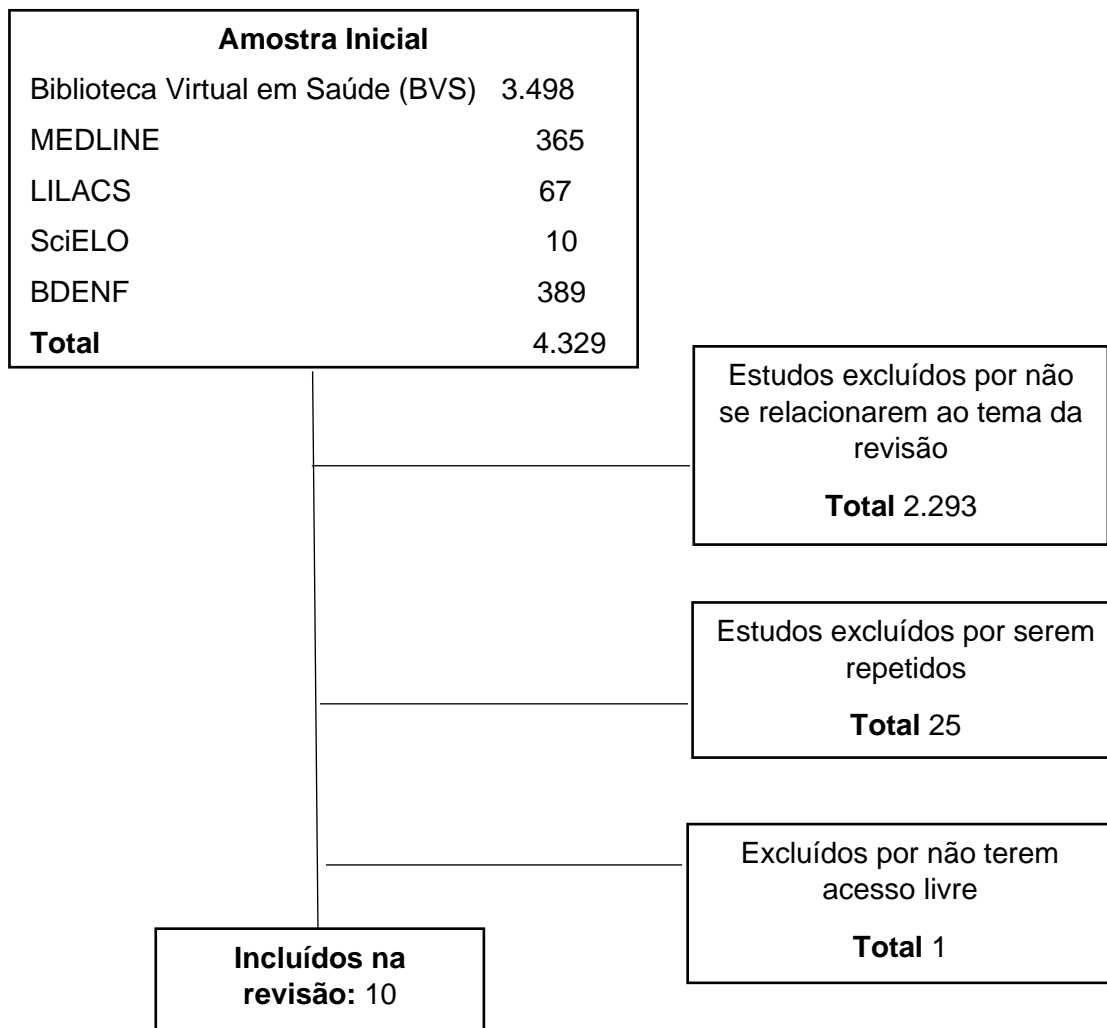 Amostra Inicial
Biblioteca Virtual em Saúde (BVS) 3.498
MEDLINE 365
LILACS 67
SciELO 10
BDENF 389
Total 4.329
Estudos excluídos por não
se relacionarem ao tema da
revisão
Total 2.293
Estudos excluídos por serem
repetidos
Total 25
Excluídos por não terem
acesso livre
Total 1
Incluídos na
revisão: 10